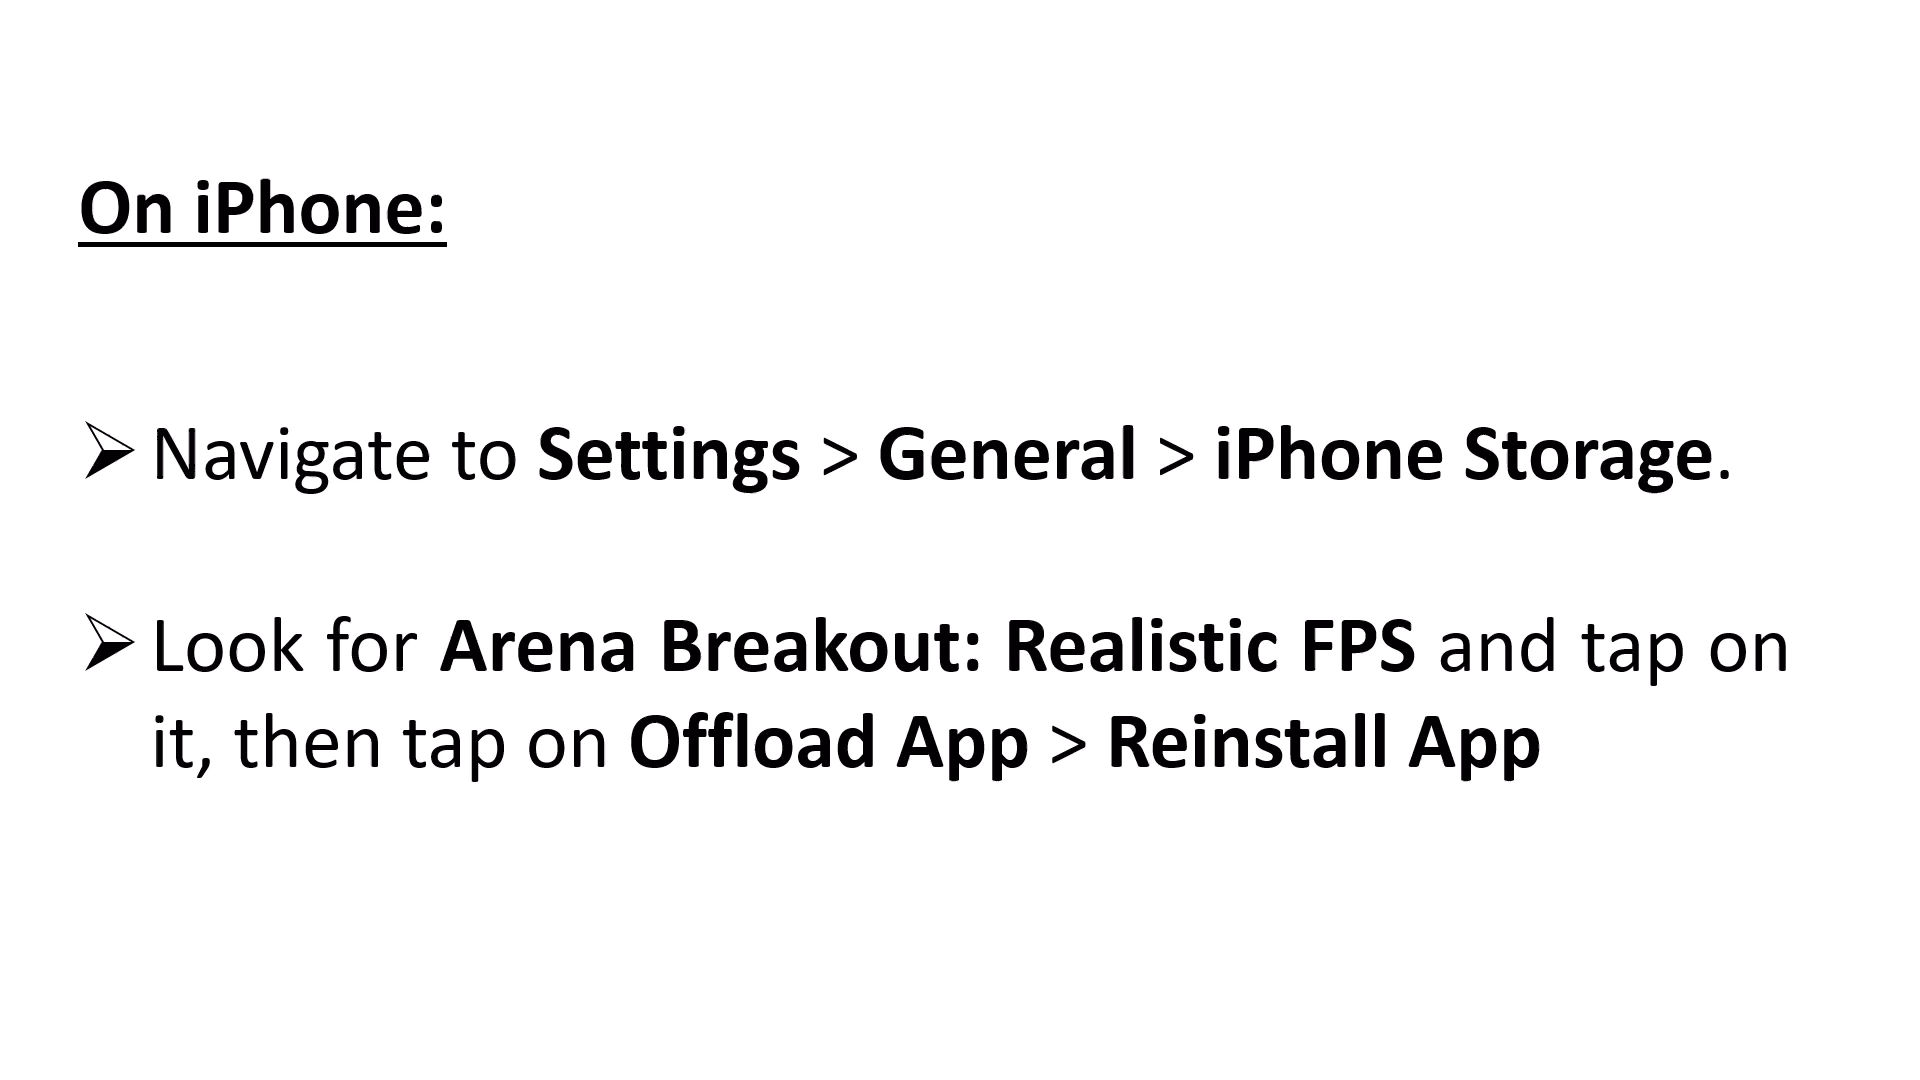 On iPhone:
➢ Navigate to Settings > General > iPhone Storage.
➢ Look for Arena Breakout: Realistic FPS and tap on
it, then tap on Offload App > Reinstall App